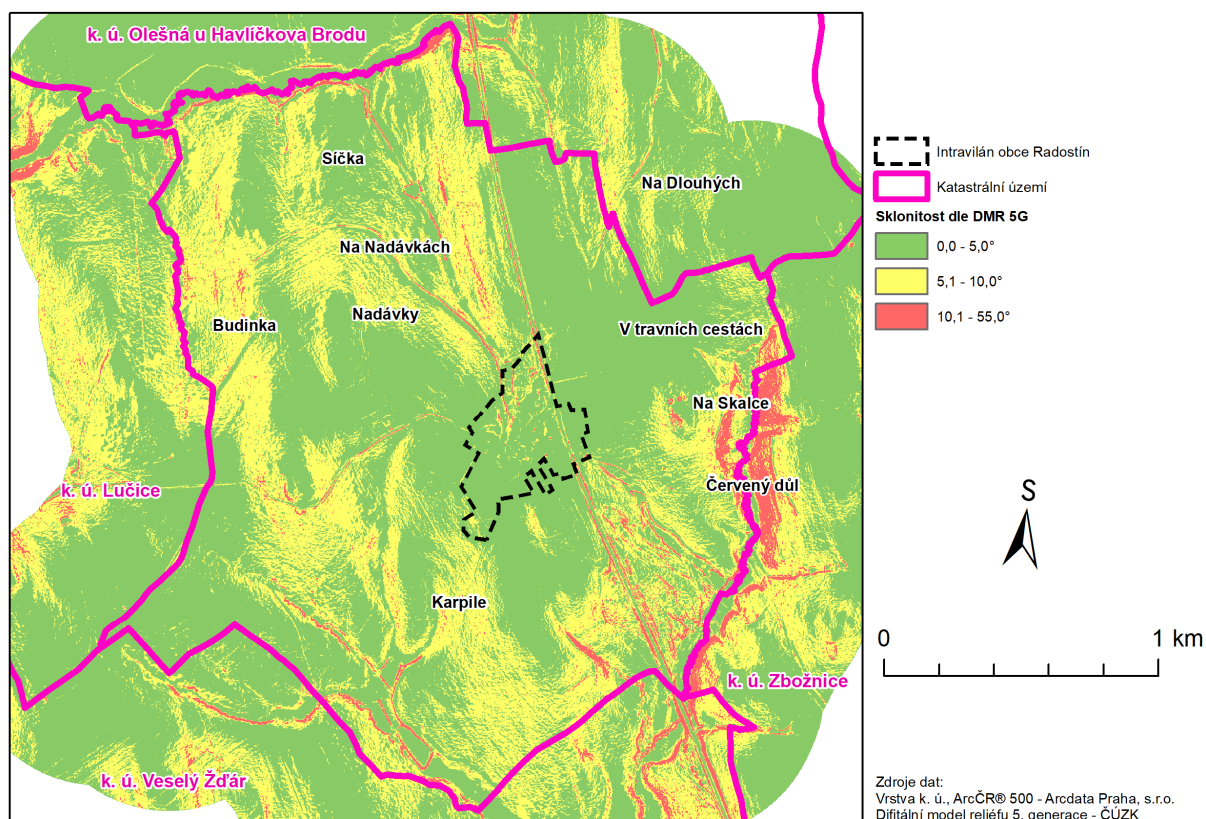 k. ú. Olešná u Havlíčkova Brodu
Síčka
Na Dlouhých
Na Nadávkách
Nadávky
Budinka
V travních cestách
Na Skalce
Červený důl
k. ú. Lučice
Karpile
k. ú. Zbožnice
k. ú. Veselý Žďár
Intravilán obce Radostín
Katastrální území
Sklonitost dle DMR 5G
0,0 - 5,0°
5,1 - 10,0°
10,1 - 55,0°
S
0 1 km
Zdroje dat:
Vrstva k. ú., ArcČR® 500 - Arcdata Praha, s.r.o.
Difitální model reliéfu 5. generace - ČÚZK